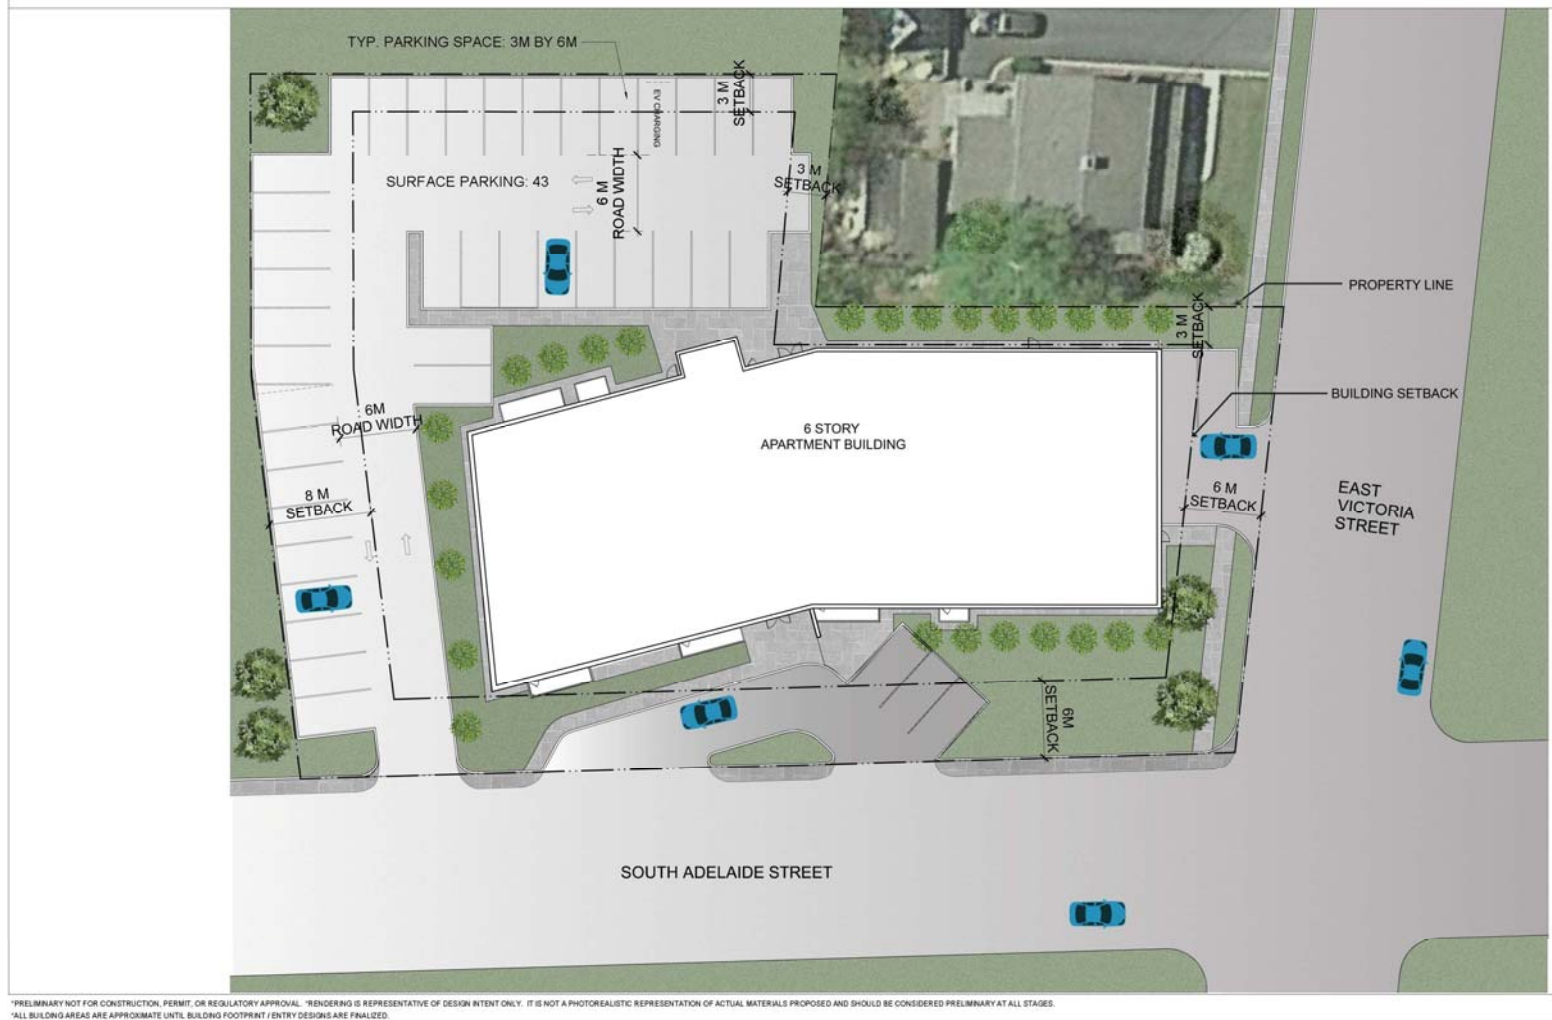 TYP. PARKING SPACE: 3M BY 6M
3 M
SETBACK
EV CHARGING
SURFACE PARKING: 43
6 M
ROAD WIDTH
3 M
SETBACK
PROPERTY LINE
3 M
SETBACK
BUILDING SETBACK
6M
ROAD WIDTH
6 STORY
APARTMENT BUILDING
8 M
SETBACK
6 M
SETBACK
EAST
VICTORIA
STREET
6M
SETBACK
SOUTH ADELAIDE STREET
*PRELIMINARY NOT FOR CONSTRUCTION, PERMIT, OR REGULATORY APPROVAL. *RENDERING IS REPRESENTATIVE OF DESIGN INTENT ONLY. IT IS NOT A PHOTOREALISTIC REPRESENTATION OF ACTUAL MATERIALS PROPOSED AND SHOULD BE CONSIDERED PRELIMINARY AT ALL STAGES.
*ALL BUILDING AREAS ARE APPROXIMATE UNTIL BUILDING FOOTPRINT / ENTRY DESIGNS ARE FINALIZED.